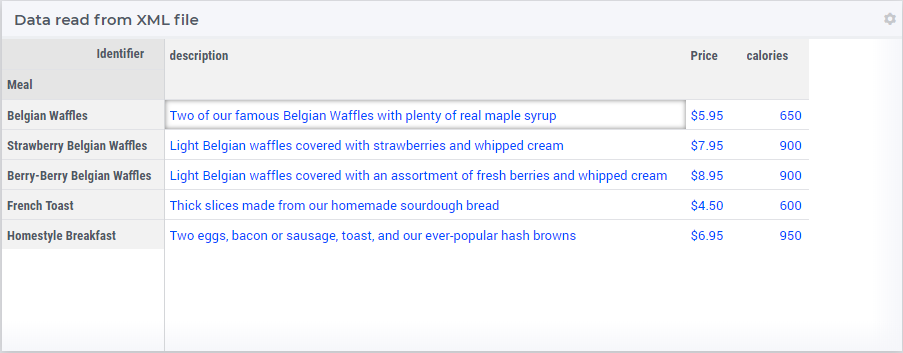 Data read from XML file
Identifier description Price calories
Meal
Belgian Waffles Two of our famous Belgian Waffles with plenty of real maple syrup $5.95 650
Strawberry Belgian Waffles Light Belgian waffles covered with strawberries and whipped cream $7.95 900
Berry-Berry Belgian Waffles Light Belgian waffles covered with an assortment of fresh berries and whipped cream $8.95 900
French Toast Thick slices made from our homemade sourdough bread $4.50 600
Homestyle Breakfast Two eggs, bacon or sausage, toast, and our ever-popular hash browns $6.95 950